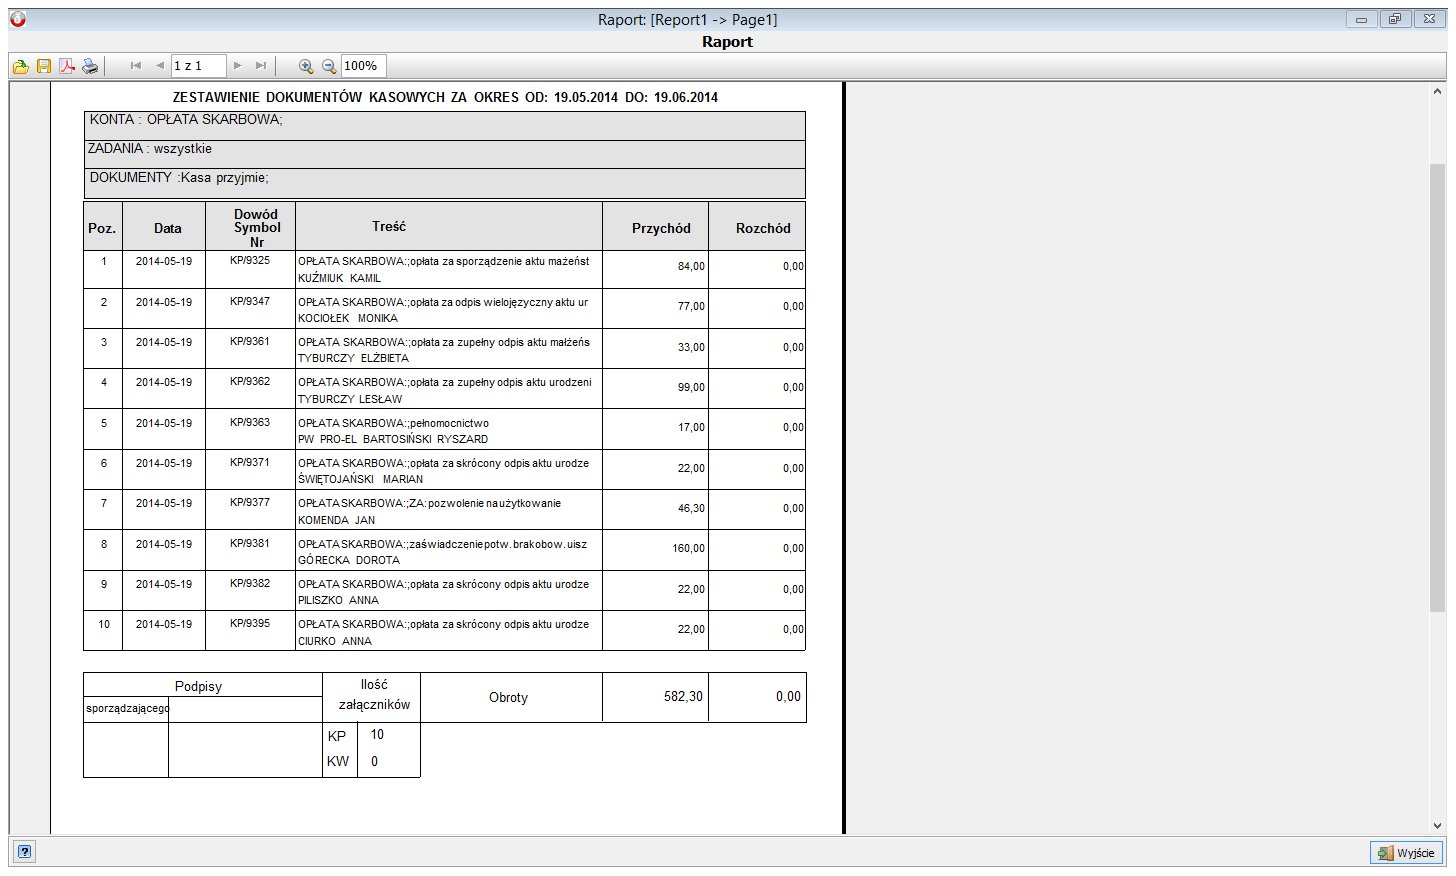 Raport: [Report1 -> Page1]
Raport
1 z 1
100%
ZESTAWIENIE DOKUMENTÓW KASOWYCH ZA OKRES OD: 19.05.2014 DO: 19.06.2014
KONTA : OPŁATA SKARBOWA;
ZADANIA : wszystkie
DOKUMENTY :Kasa przyjmie;
Poz. Data Dowód Symbol Nr Treść Przychód Rozchód
1 2014-05-19 KP/9325 OPŁATA SKARBOWA:;opłata za sporządzenie aktu mażeńst 84,00 0,00
KUŹMIUK KAMIL
2 2014-05-19 KP/9347 OPŁATA SKARBOWA:;opłata za odpis wielojęzyczny aktu ur 77,00 0,00
KOCIOŁEK MONIKA
3 2014-05-19 KP/9361 OPŁATA SKARBOWA:;opłata za zupełny odpis aktu małżeńs 33,00 0,00
TYBURCZY ELŻBIETA
4 2014-05-19 KP/9362 OPŁATA SKARBOWA:;opłata za zupełny odpis aktu urodzeni 99,00 0,00
TYBURCZY LESŁAW
5 2014-05-19 KP/9363 OPŁATA SKARBOWA:;pełnomocnictwo 17,00 0,00
PW PRO-EL BARTOSIŃSKI RYSZARD
6 2014-05-19 KP/9371 OPŁATA SKARBOWA:;opłata za skrócony odpis aktu urodze 22,00 0,00
ŚWIĘTOJAŃSKI MARIAN
7 2014-05-19 KP/9377 OPŁATA SKARBOWA:;ZA: pozwolenie na użytkowanie 46,30 0,00
KOMENDA JAN
8 2014-05-19 KP/9381 OPŁATA SKARBOWA:;zaświadczenie potw. brak obow. uisz 160,00 0,00
GÓRECKA DOROTA
9 2014-05-19 KP/9382 OPŁATA SKARBOWA:;opłata za skrócony odpis aktu urodze 22,00 0,00
PILISZKO ANNA
10 2014-05-19 KP/9395 OPŁATA SKARBOWA:;opłata za skrócony odpis aktu urodze 22,00 0,00
CIURKO ANNA
Podpisy Ilość załączników Obroty 582,30 0,00
sporządzającego
KP 10
KW 0
Wyjście